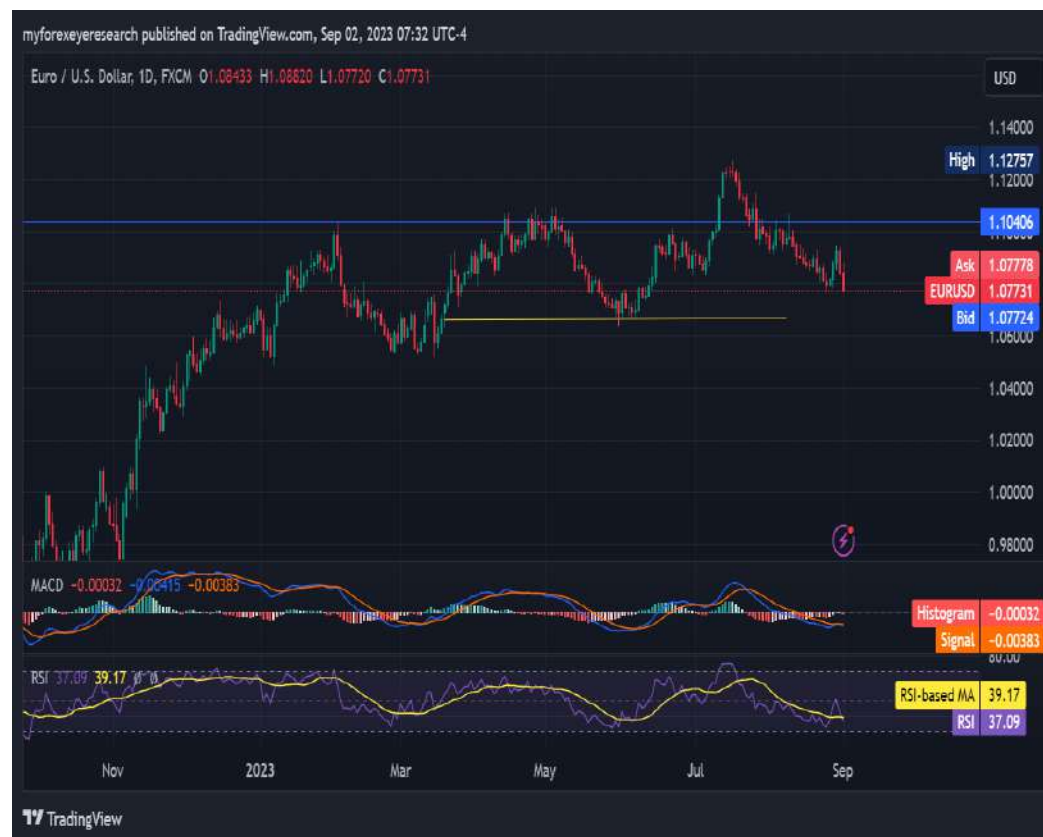 myforexeyeresearch published on TradingView.com, Sep 02, 2023 07:32 UTC-4
Euro / U.S. Dollar, 1D, FXCM O1.08433 H1.08820 L1.07720 C1.07731
USD
1.14000
High 1.12757
1.12000
1.10406
Ask 1.07778
EURUSD 1.07731
Bid 1.07724
1.06000
1.04000
1.02000
1.00000
0.98000
MACD -0.00032 -0.00415 -0.00383
Histogram -0.00032
Signal -0.00383
80.00
RSI 37.09 39.17 Ø Ø
RSI-based MA 39.17
RSI 37.09
Nov 2023 Mar May Jul Sep
TradingView